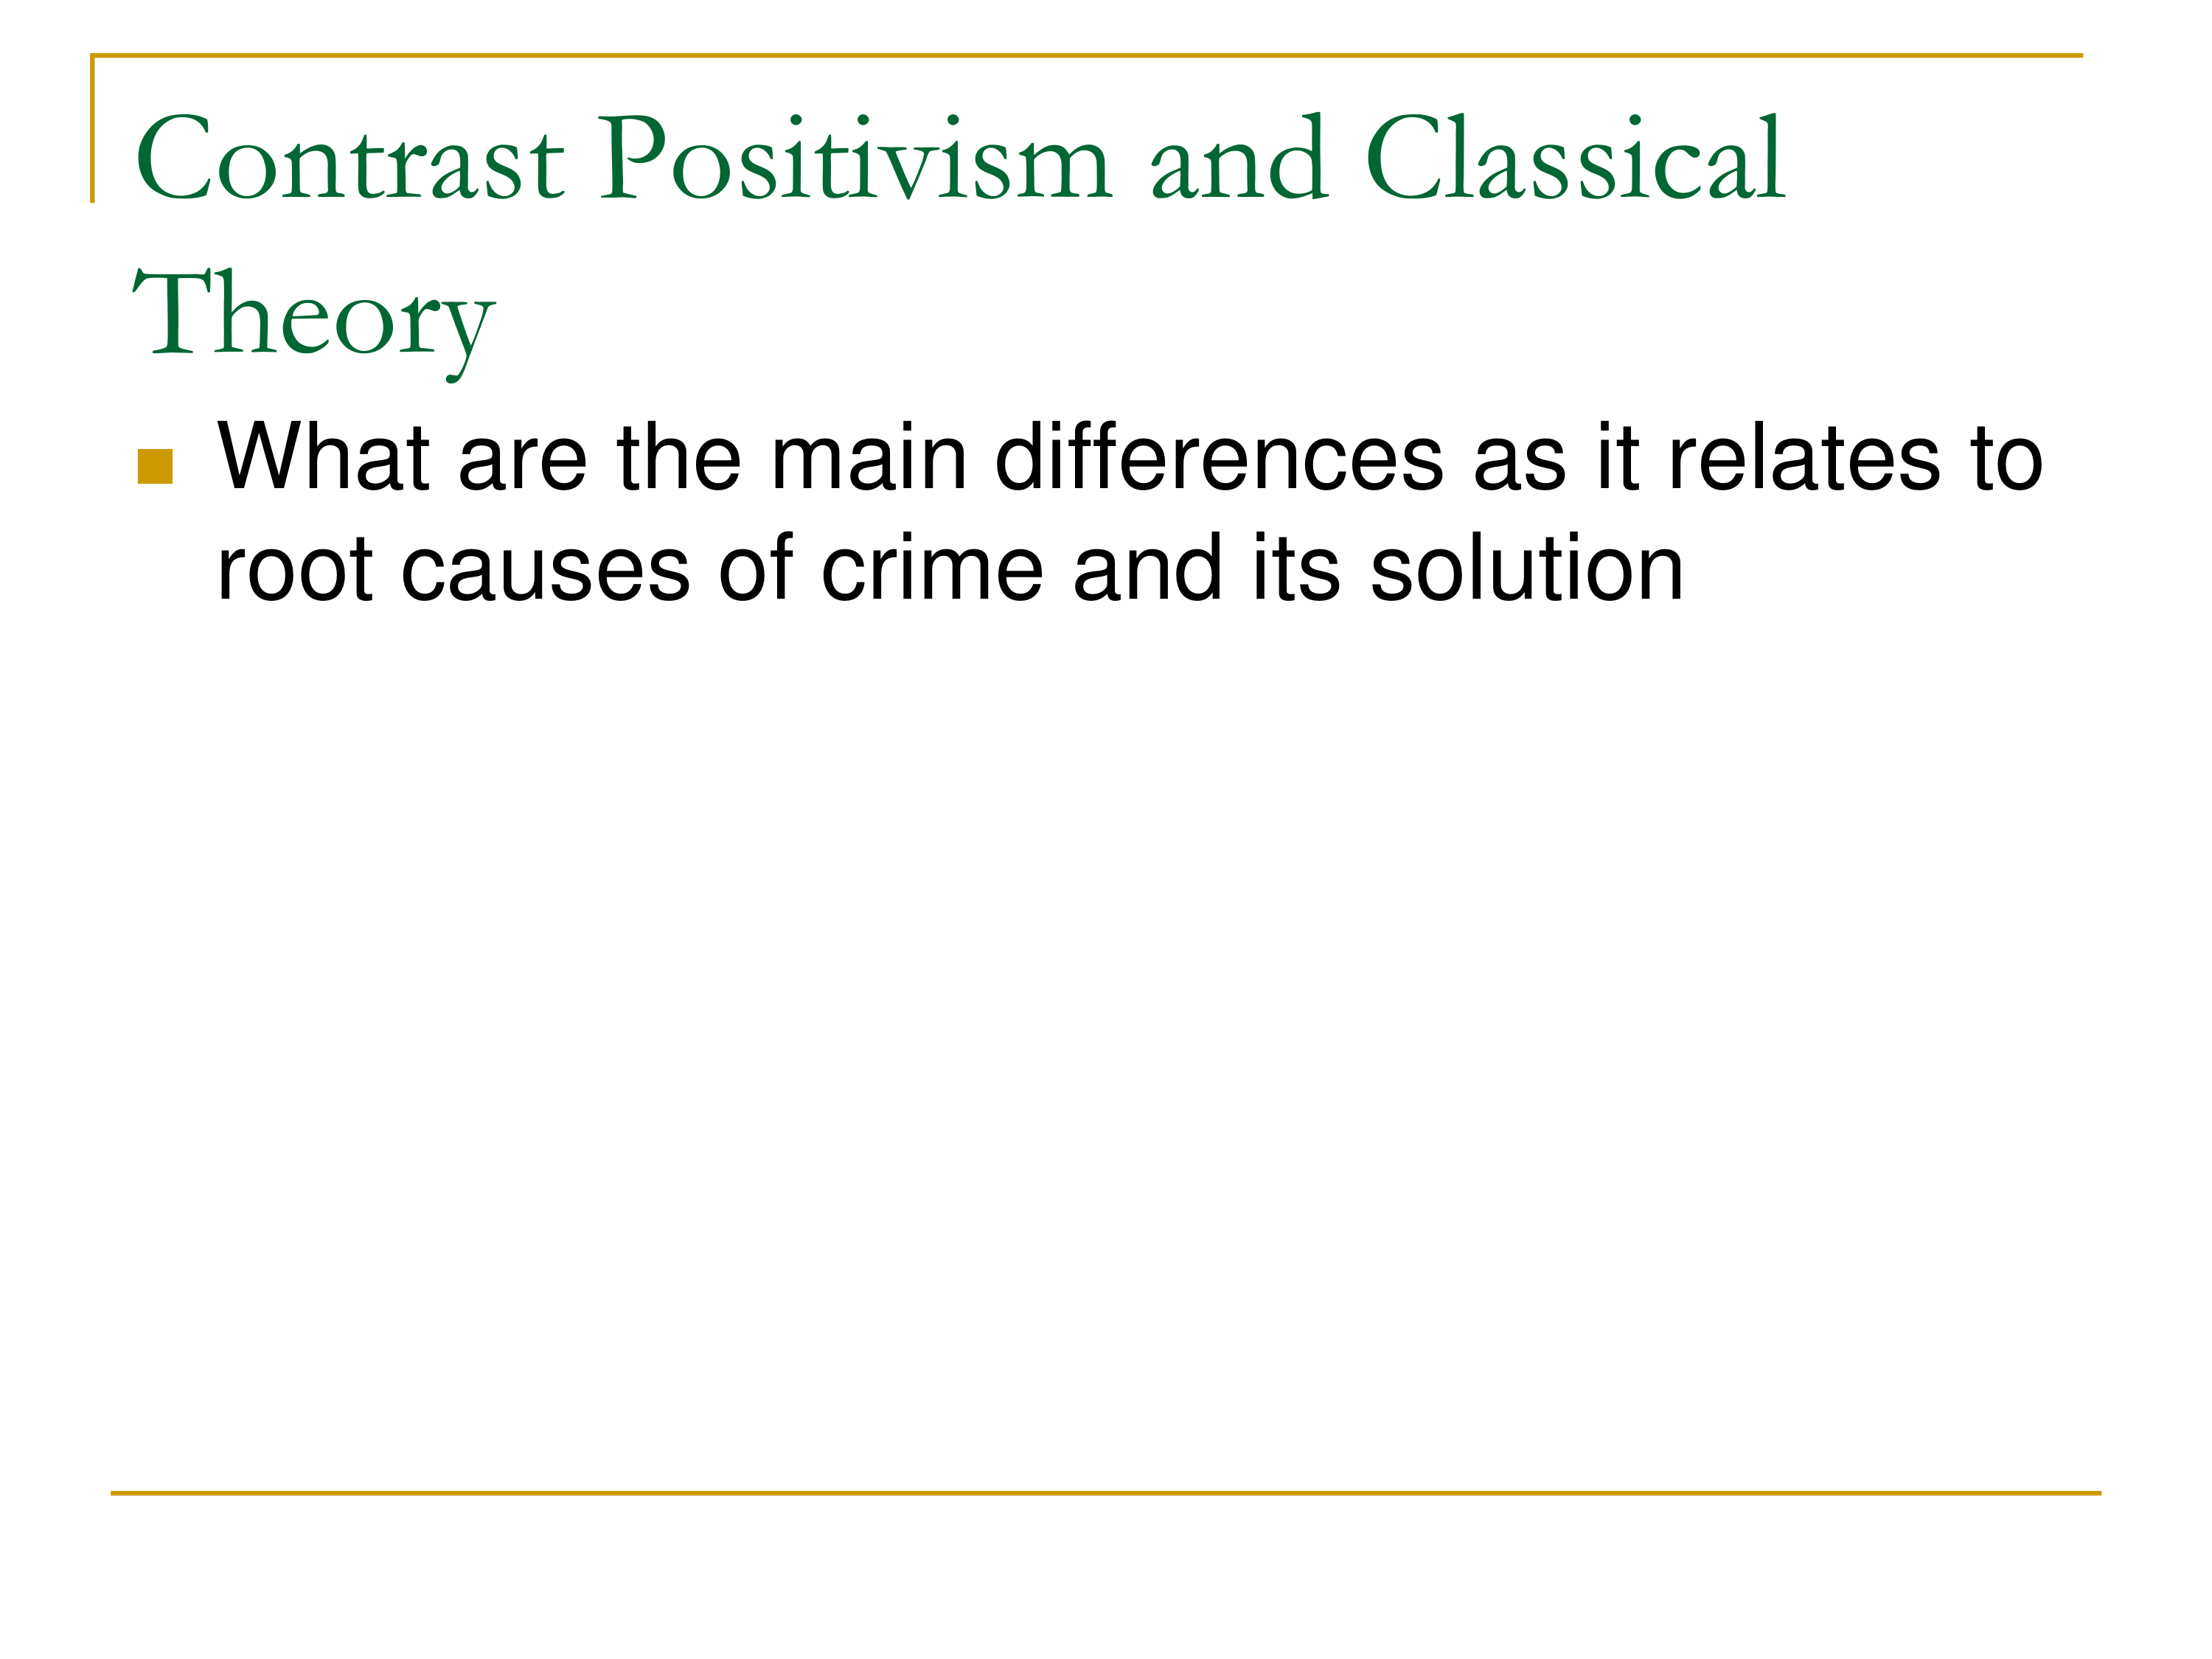 Contrast Positivism and Classical
Theory
What are the main differences as it relates to
root causes of crime and its solution